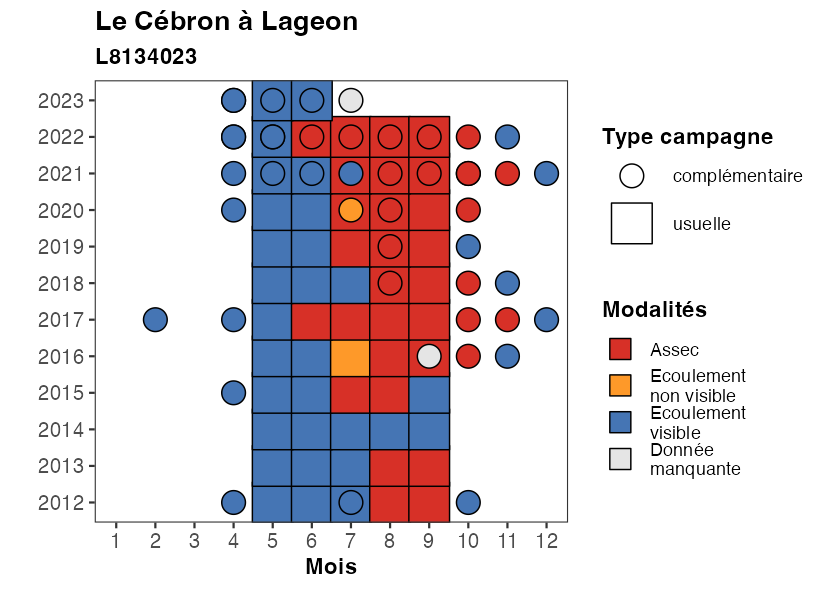 Le Cébron à Lageon
L8134023
2023
2022
2021
2020
2019
2018
2017
2016
2015
2014
2013
2012
1 2 3 4 5 6 7 8 9 10 11 12
Mois
Type campagne
complémentaire
usuelle
Modalités
Assec
Ecoulement
non visible
Ecoulement
visible
Donnée
manquante